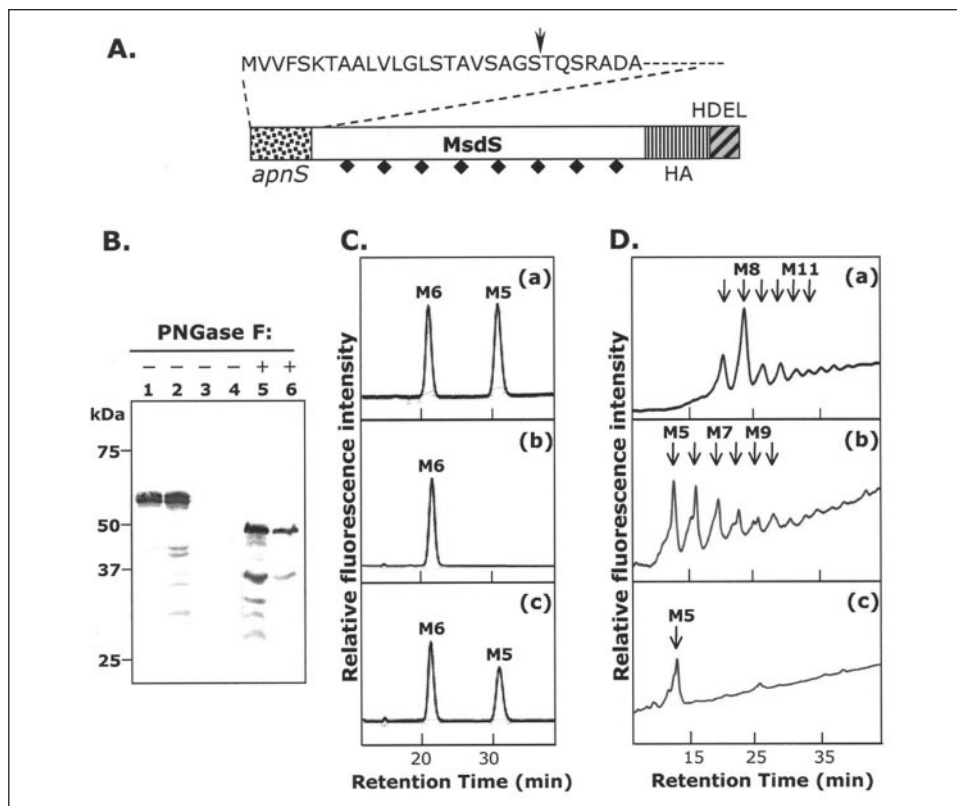 A.
MVVFSKTAALVLGLSTAVSAGSTQSRADA
HDEL
MsdS
apnS
HA
B.
PNGase F:
− − − − + +
1 2 3 4 5 6
kDa
75
50
37
25
C.
Relative fluorescence intensity
(a)
M6 M5
(b)
M6
(c)
M6 M5
20 30
Retention Time (min)
D.
Relative fluorescence intensity
(a)
M8 M11
(b)
M5 M7 M9
(c)
M5
15 25 35
Retention Time (min)